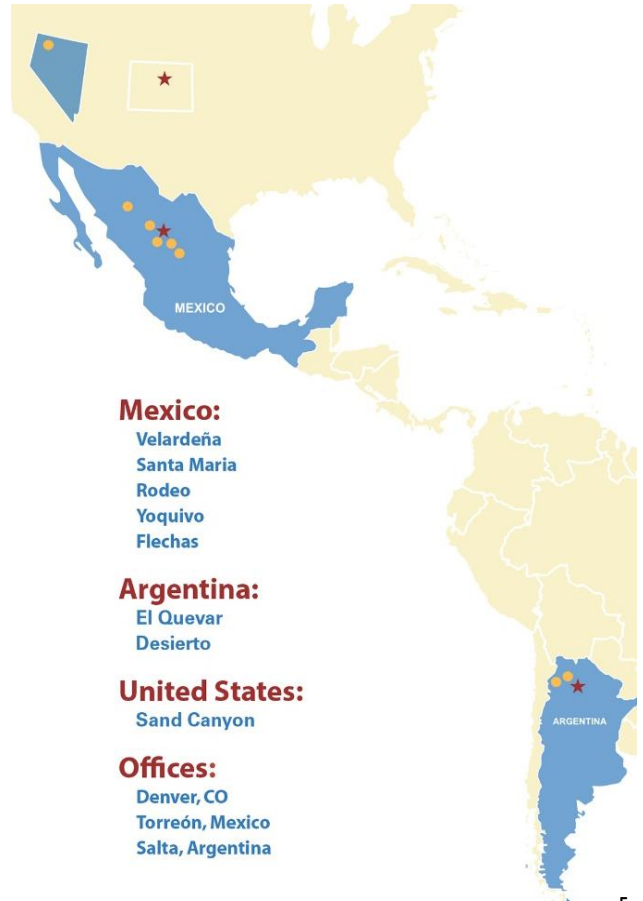 MEXICO
Mexico:
Velardeña
Santa Maria
Rodeo
Yoquivo
Flechas
Argentina:
El Quevar
Desierto
ARGENTINA
United States:
Sand Canyon
Offices:
Denver, CO
Torreón, Mexico
Salta, Argentina